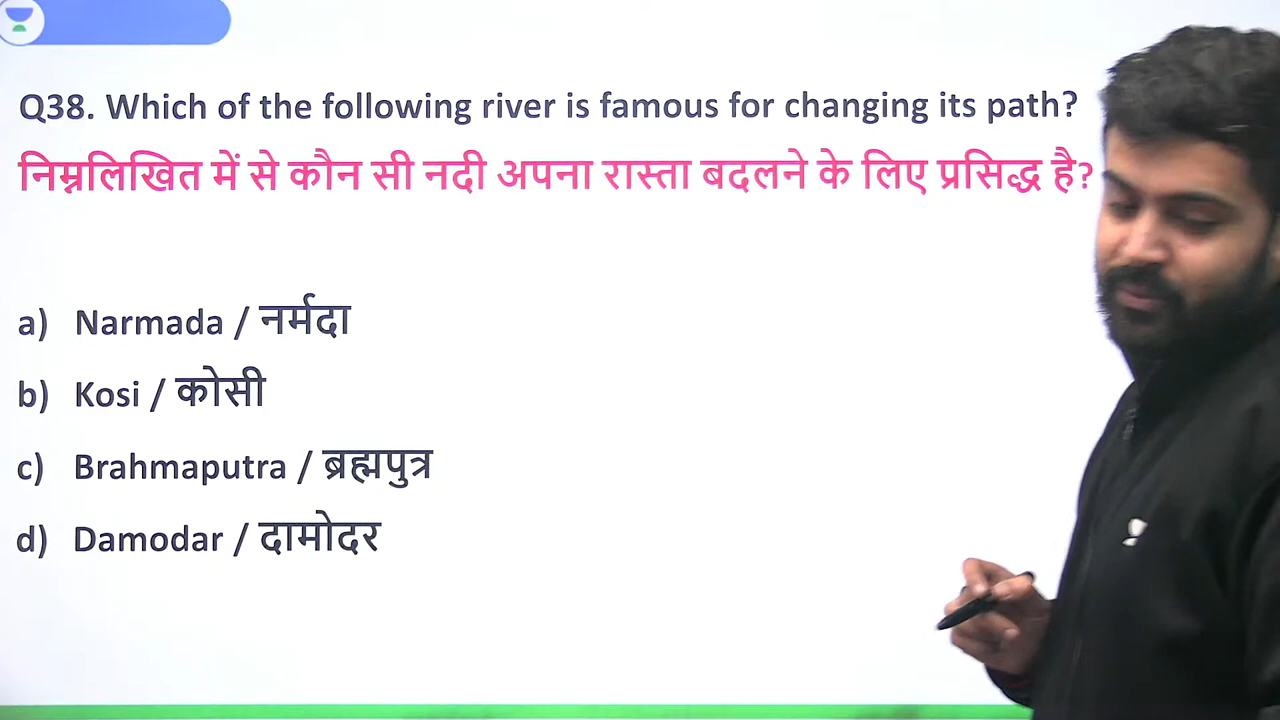 Q38. Which of the following river is famous for changing its path?
निम्नलिखित में से कौन सी नदी अपना रास्ता बदलने के लिए प्रसिद्ध है?
a) Narmada / नर्मदा
b) Kosi / कोसी
c) Brahmaputra / ब्रह्मपुत्र
d) Damodar / दामोदर